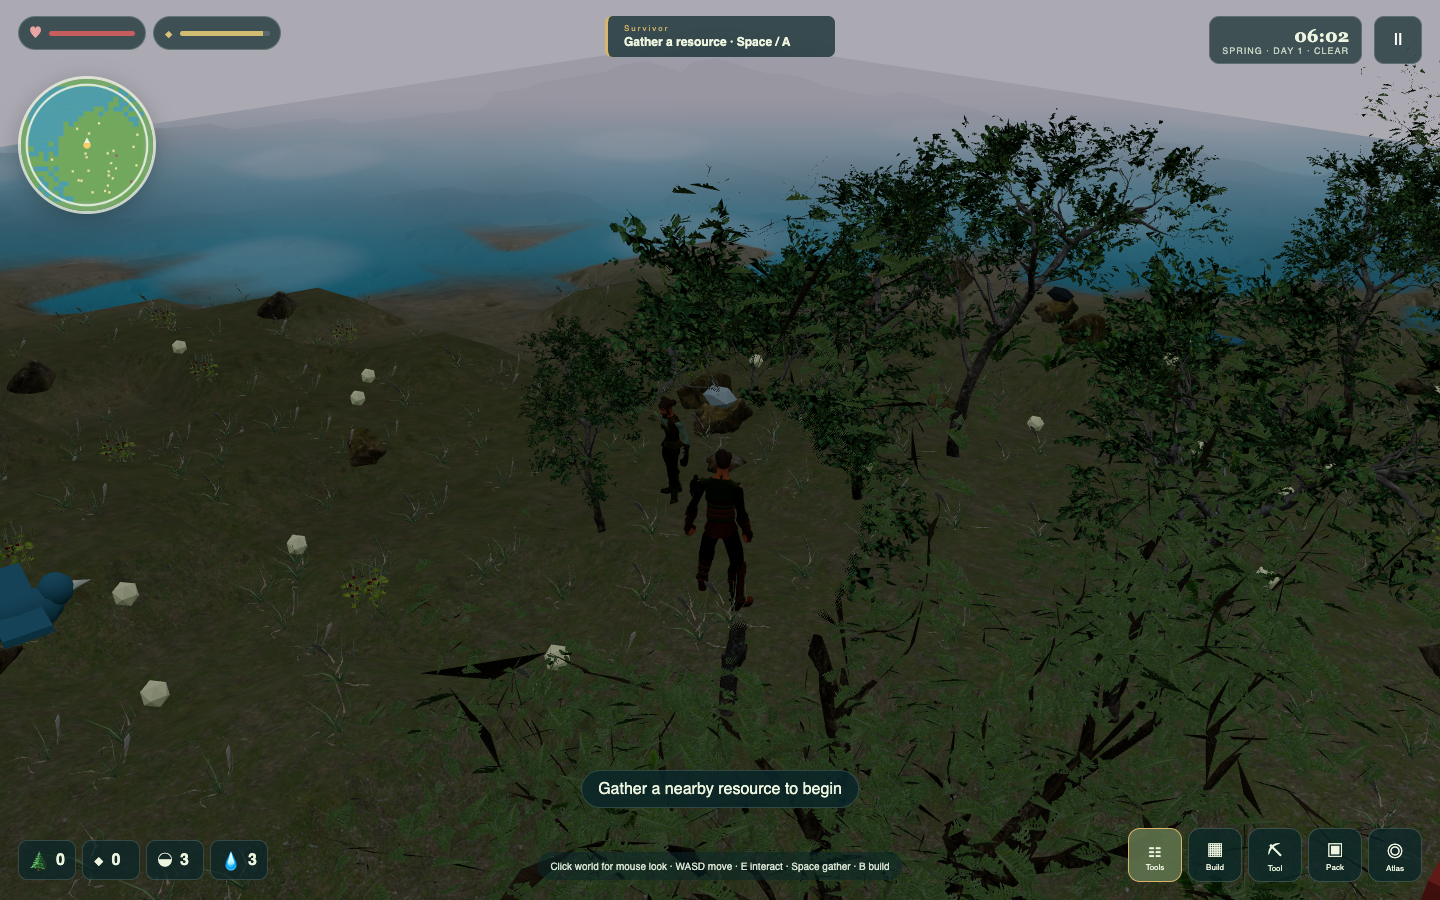 Survivor
Gather a resource · Space / A
06:02
SPRING · DAY 1 · CLEAR
Gather a nearby resource to begin
0
0
3
3
Click world for mouse look · WASD move · E interact · Space gather · B build
Tools
Build
Tool
Pack
Atlas